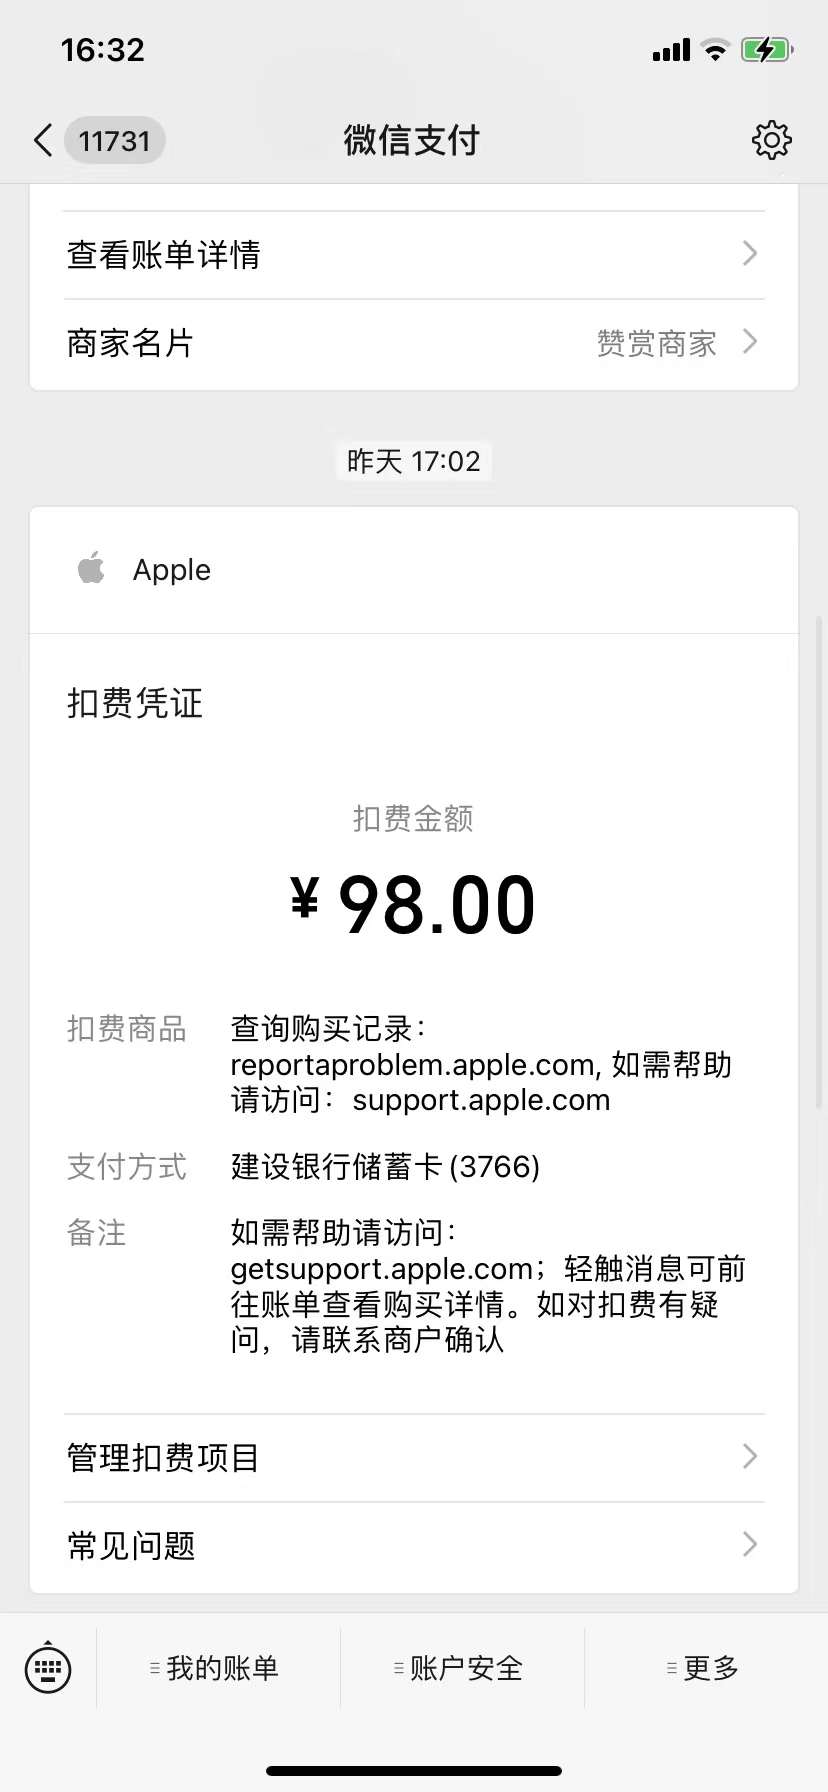 16:32
11731
微信支付
查看账单详情
商家名片 赞赏商家
昨天 17:02
Apple
扣费凭证
扣费金额
¥98.00
扣费商品 查询购买记录：
reportaproblem.apple.com, 如需帮助
请访问：support.apple.com
支付方式 建设银行储蓄卡(3766)
备注 如需帮助请访问：
getsupport.apple.com；轻触消息可前
往账单查看购买详情。如对扣费有疑
问，请联系商户确认
管理扣费项目
常见问题
我的账单 账户安全 更多